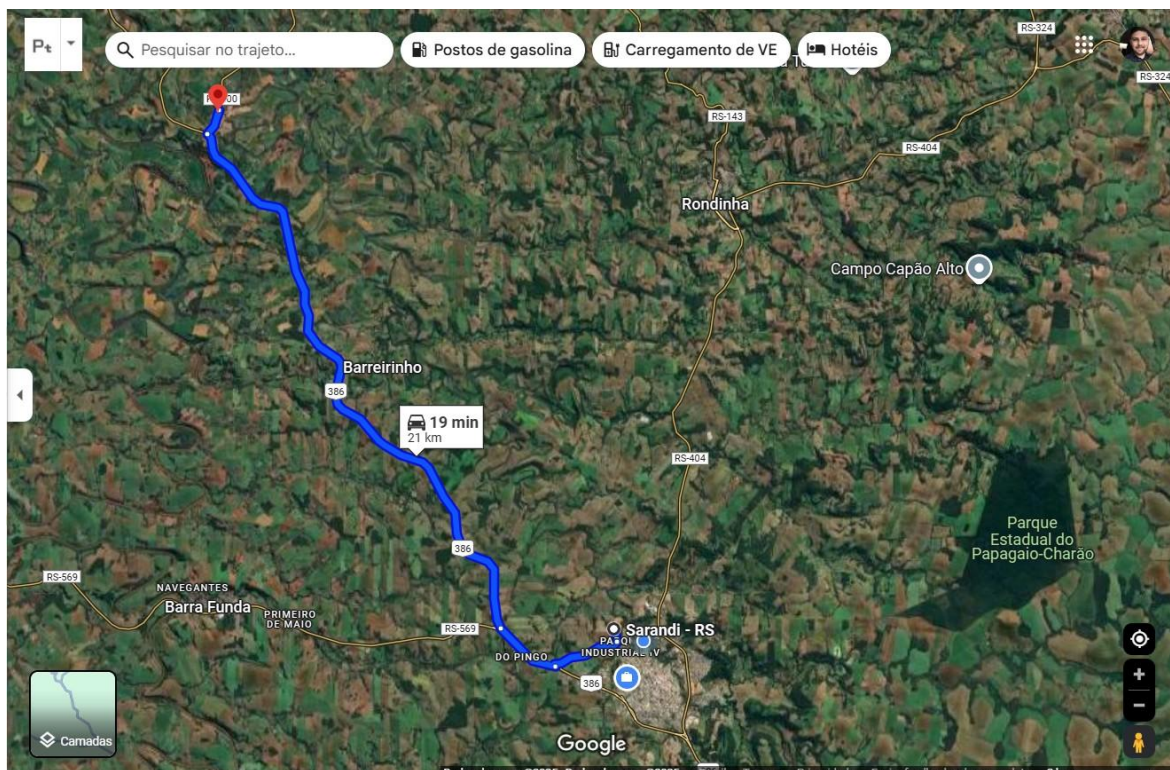 Pt
Pesquisar no trajeto...
Postos de gasolina
Carregamento de VE
Hotéis
RS-324
RS-324
RS-143
RS-404
Rondinha
Campo Capão Alto
Barreirinho
386
19 min
21 km
RS-404
Parque
Estadual do
Papagaio-Charão
386
RS-569
NAVEGANTES
Barra Funda
PRIMEIRO
DE MAIO
RS-569
Sarandi - RS
INDUSTRIAL
DO PINGO
386
Camadas
Google